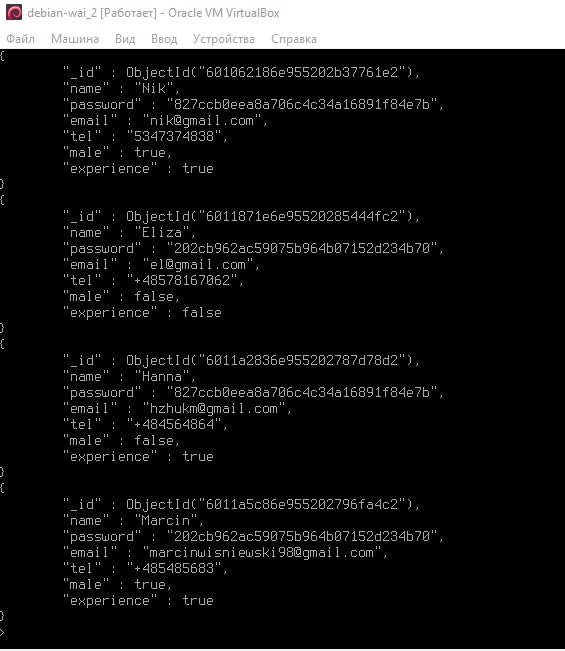 debian-wai_2 [Работает] - Oracle VM VirtualBox
Файл Машина Вид Ввод Устройства Справка
{
"_id" : ObjectId("601062186e955202b37761e2"),
"name" : "Nik",
"password" : "827ccb0eea8a706c4c34a16891f84e7b",
"email" : "nik@gmail.com",
"tel" : "5347374838",
"male" : true,
"experience" : true
}
{
"_id" : ObjectId("6011871e6e95520285444fc2"),
"name" : "Eliza",
"password" : "202cb962ac59075b964b07152d234b70",
"email" : "el@gmail.com",
"tel" : "+48578167062",
"male" : false,
"experience" : false
}
{
"_id" : ObjectId("6011a2836e955202787d78d2"),
"name" : "Hanna",
"password" : "827ccb0eea8a706c4c34a16891f84e7b",
"email" : "hzhukm@gmail.com",
"tel" : "+484564864",
"male" : false,
"experience" : true
}
{
"_id" : ObjectId("6011a5c86e955202796fa4c2"),
"name" : "Marcin",
"password" : "202cb962ac59075b964b07152d234b70",
"email" : "marcinwisniewski98@gmail.com",
"tel" : "+485485683",
"male" : true,
"experience" : true
}
>